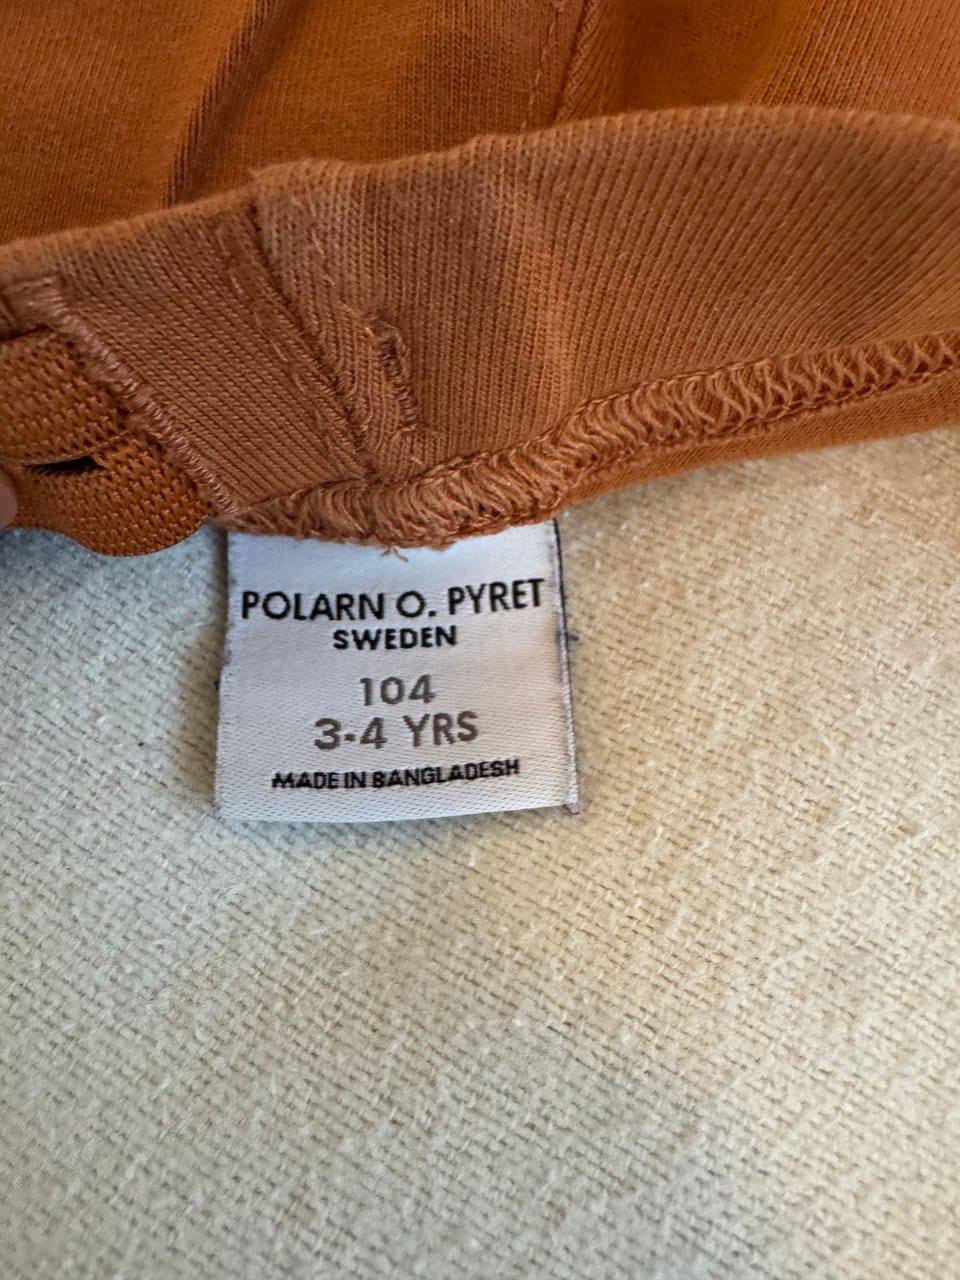 POLARN O. PYRET
SWEDEN
104
3-4 YRS
MADE IN BANGLADESH